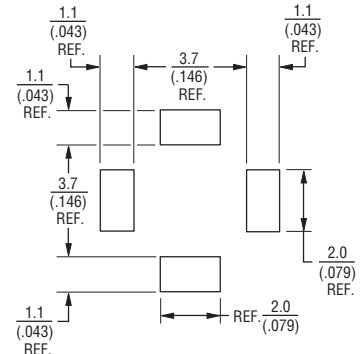 1.1
(.043)
REF.
1.1
(.043)
REF.
3.7
(.146)
REF.
1.1
(.043)
REF.
3.7
(.146)
REF.
2.0
(.079)
REF.
1.1
(.043)
REF.
REF. 2.0
(.079)